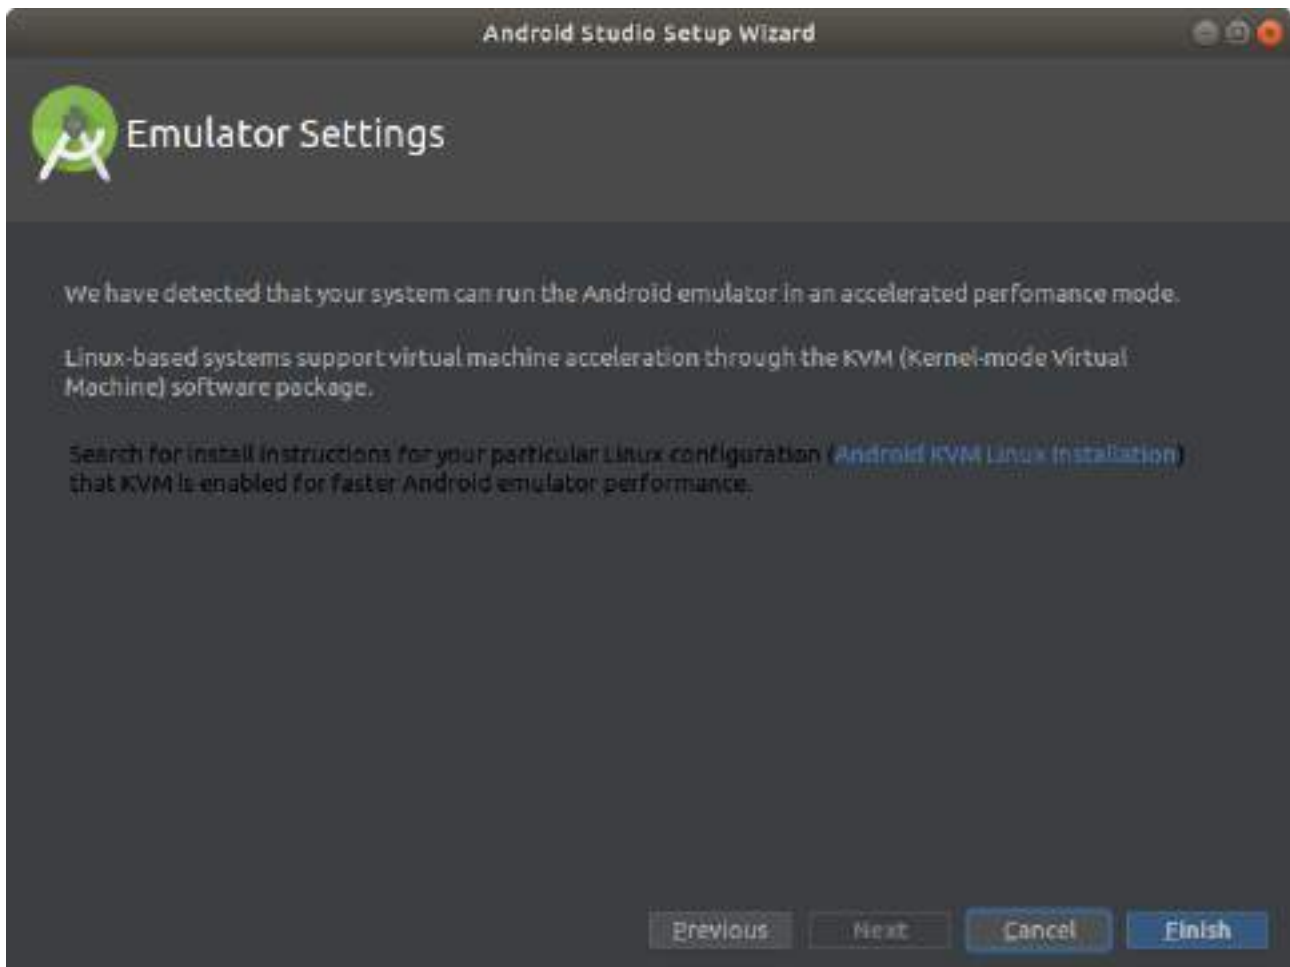 Android Studio Setup Wizard
Emulator Settings
We have detected that your system can run the Android emulator in an accelerated perfomance mode.
Linux-based systems support virtual machine acceleration through the KVM (Kernel-mode Virtual
Machine) software package.
Search for install instructions for your particular Linux configuration (Android KVM Linux Installation)
that KVM is enabled for faster Android emulator performance.
Previous Next Cancel Finish